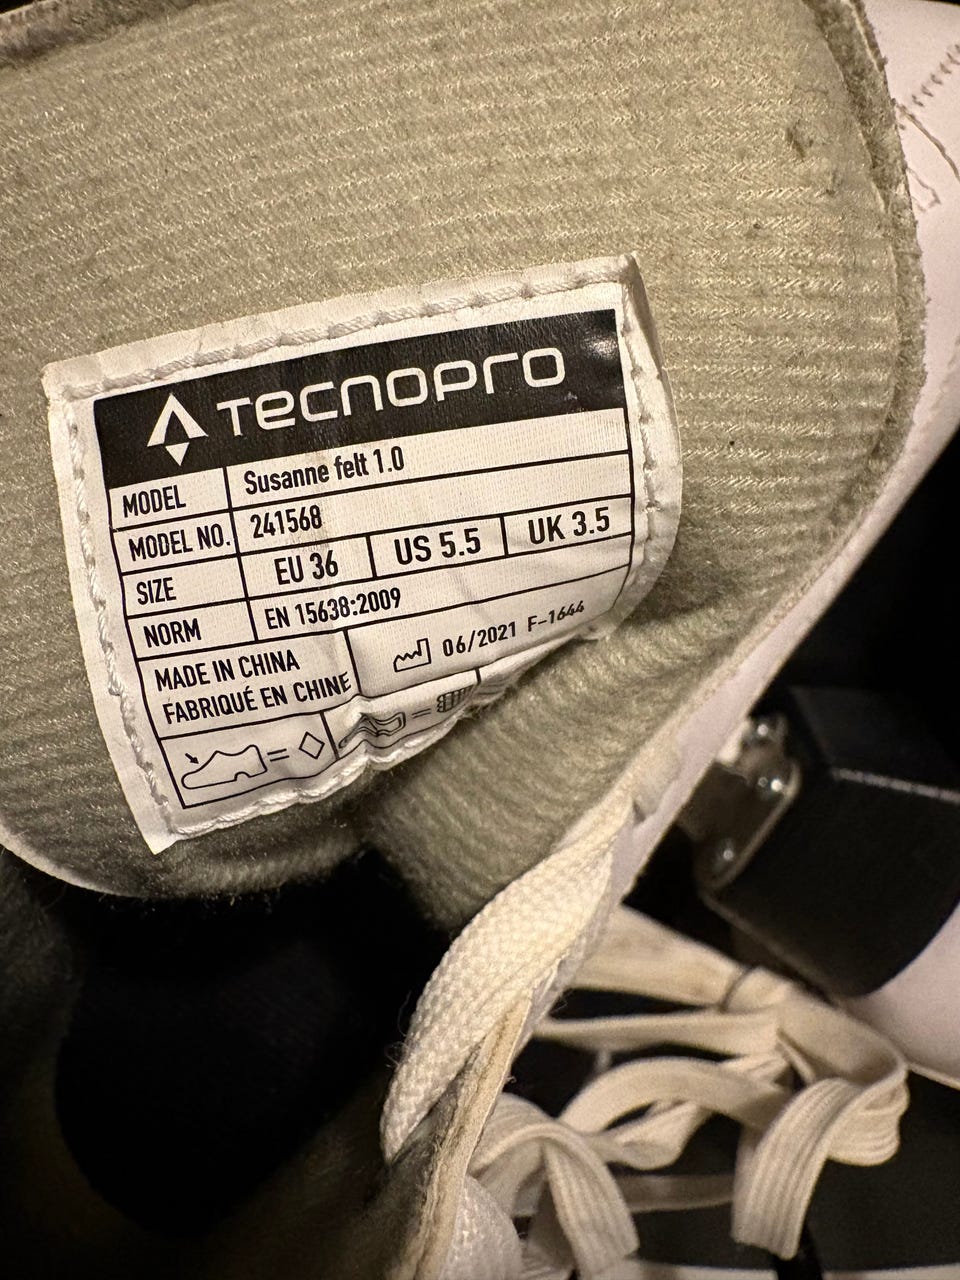 TECNOPRO
MODEL Susanne felt 1.0
MODEL NO. 241568
SIZE EU 36 US 5.5 UK 3.5
NORM EN 15638:2009
MADE IN CHINA
FABRIQUÉ EN CHINE
06/2021 F-1644